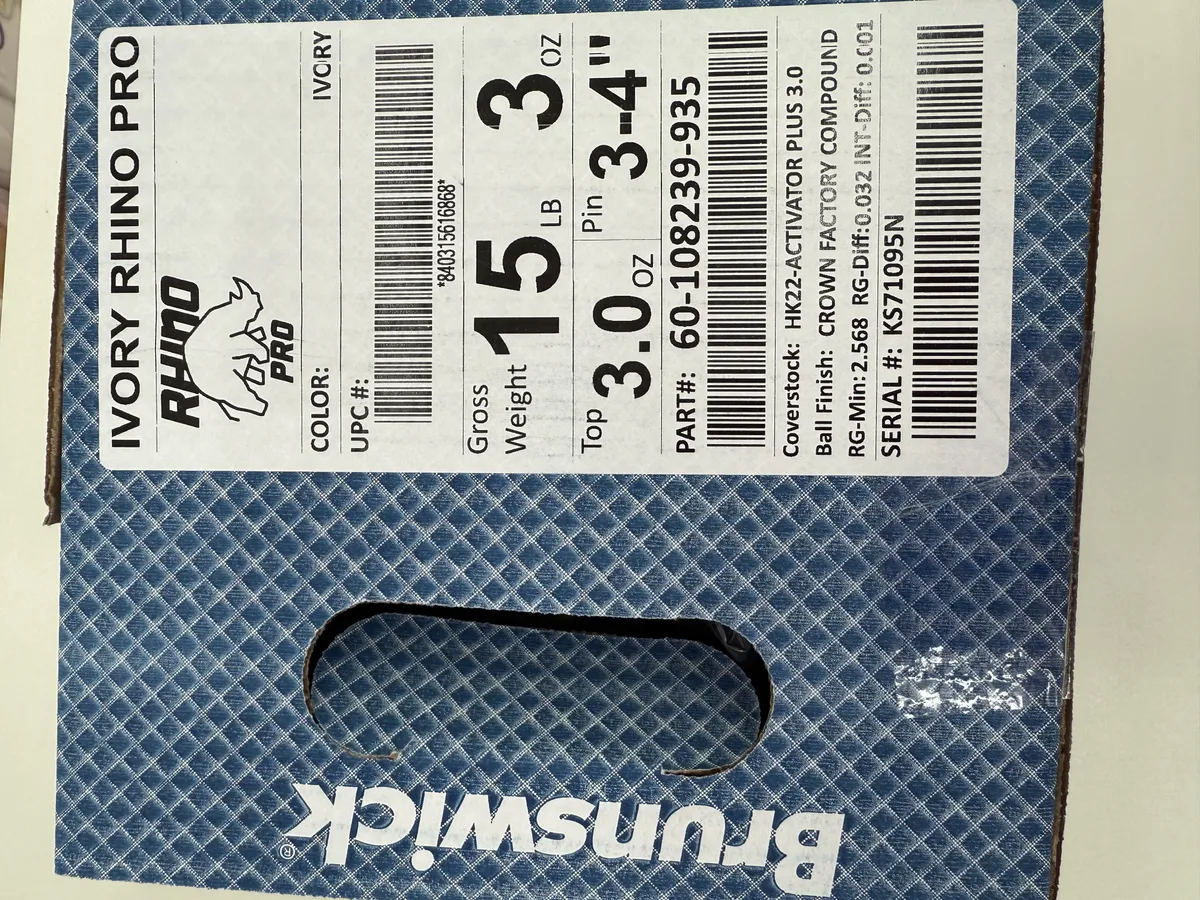 IVORY RHINO PRO
RHINO
PRO
COLOR: IVORY
UPC #:
*840315616868*
Gross Weight 15 LB 3 OZ
Top 3.0 OZ Pin 3-4"
PART#: 60-108239-935
Coverstock: HK22-ACTIVATOR PLUS 3.0
Ball Finish: CROWN FACTORY COMPOUND
RG-Min: 2.568 RG-Diff:0.032 INT-Diff: 0.001
SERIAL #: KS71095N
Brunswick®